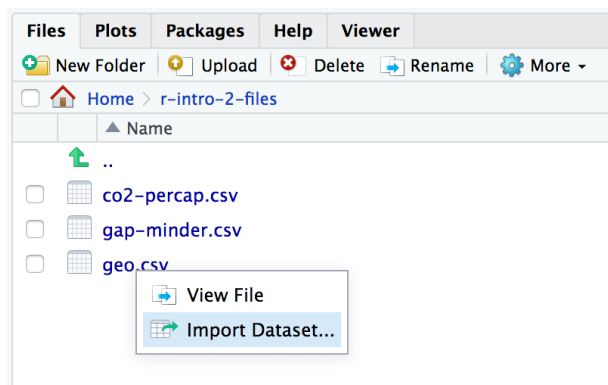 Files Plots Packages Help Viewer
New Folder Upload Delete Rename More
Home r-intro-2-files
Name
..
co2-percap.csv
gap-minder.csv
geo.csv
View File
Import Dataset...